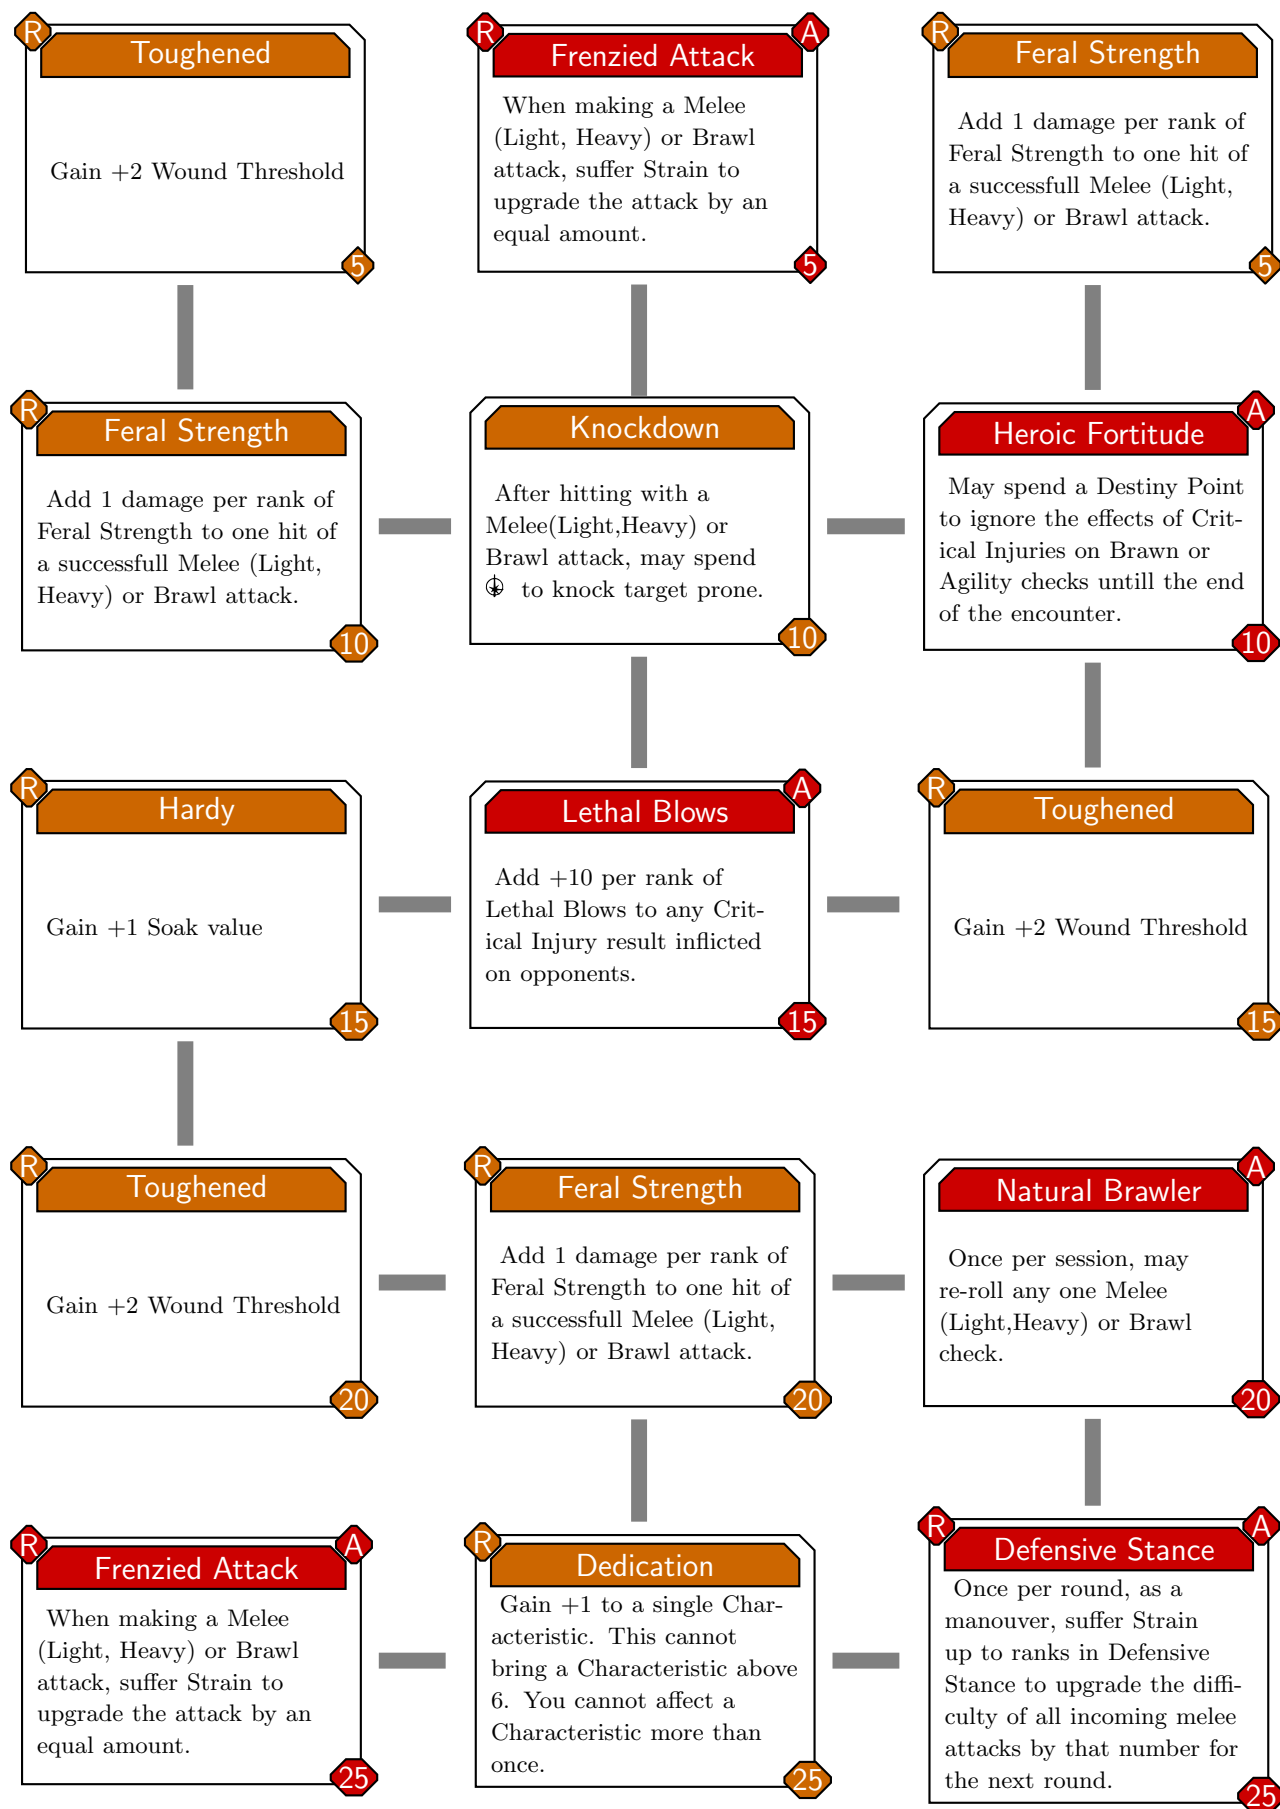 R
Toughened
Gain +2 Wound Threshold
5
R
A
Frenzied Attack
When making a Melee
(Light, Heavy) or Brawl
attack, suffer Strain to
upgrade the attack by an
equal amount.
5
R
Feral Strength
Add 1 damage per rank of
Feral Strength to one hit of
a successfull Melee (Light,
Heavy) or Brawl attack.
5
R
Feral Strength
Add 1 damage per rank of
Feral Strength to one hit of
a successfull Melee (Light,
Heavy) or Brawl attack.
10
Knockdown
After hitting with a
Melee(Light,Heavy) or
Brawl attack, may spend
to knock target prone.
10
A
Heroic Fortitude
May spend a Destiny Point
to ignore the effects of Crit-
ical Injuries on Brawn or
Agility checks untill the end
of the encounter.
10
R
Hardy
Gain +1 Soak value
15
A
Lethal Blows
Add +10 per rank of
Lethal Blows to any Crit-
ical Injury result inflicted
on opponents.
15
R
Toughened
Gain +2 Wound Threshold
15
R
Toughened
Gain +2 Wound Threshold
20
R
Feral Strength
Add 1 damage per rank of
Feral Strength to one hit of
a successfull Melee (Light,
Heavy) or Brawl attack.
20
A
Natural Brawler
Once per session, may
re-roll any one Melee
(Light,Heavy) or Brawl
check.
20
R
A
Frenzied Attack
When making a Melee
(Light, Heavy) or Brawl
attack, suffer Strain to
upgrade the attack by an
equal amount.
25
R
Dedication
Gain +1 to a single Char-
acteristic. This cannot
bring a Characteristic above
6. You cannot affect a
Characteristic more than
once.
25
R
A
Defensive Stance
Once per round, as a
manouver, suffer Strain
up to ranks in Defensive
Stance to upgrade the diffi-
culty of all incoming melee
attacks by that number for
the next round.
25